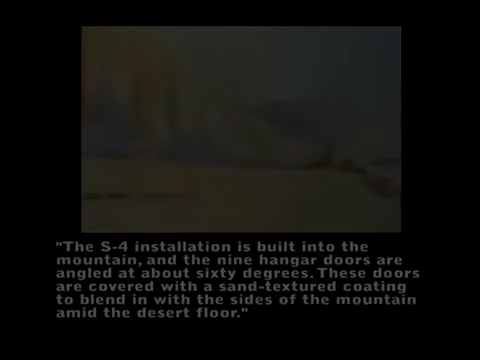 "The S-4 installation is built into the
mountain, and the nine hangar doors are
angled at about sixty degrees. These doors
are covered with a sand-textured coating
to blend in with the sides of the mountain
amid the desert floor."